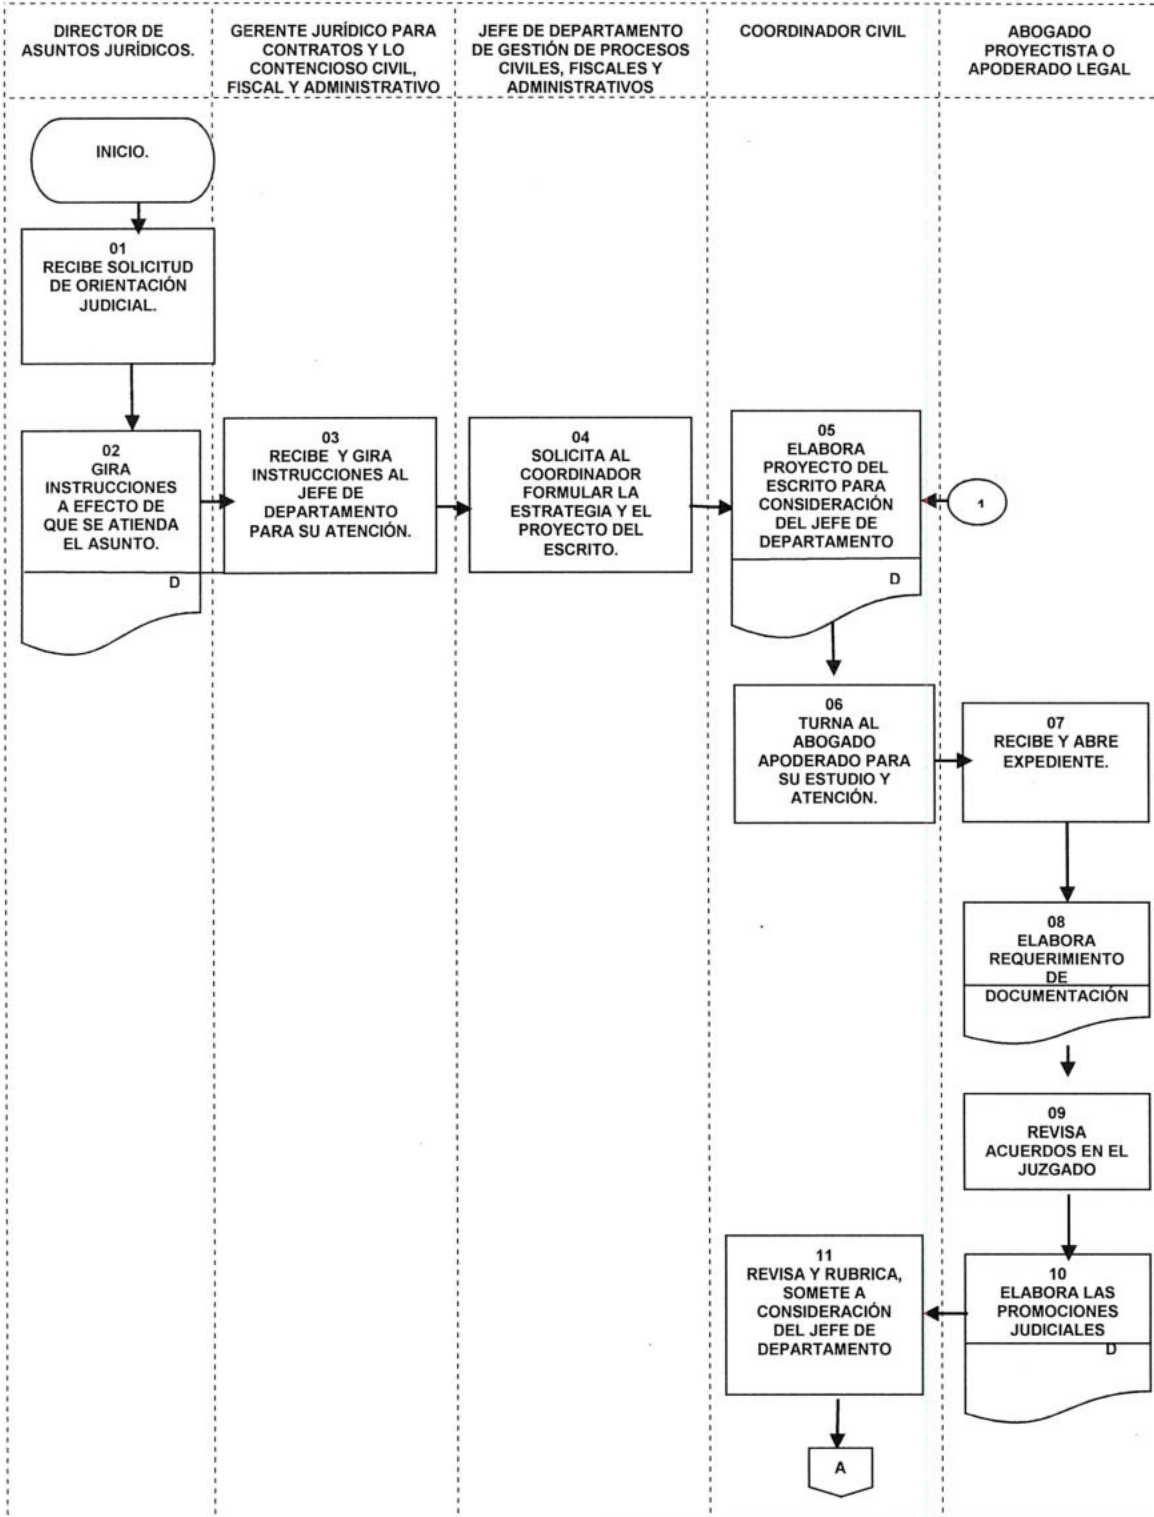 DIRECTOR DE
ASUNTOS JURÍDICOS.
GERENTE JURÍDICO PARA
CONTRATOS Y LO
CONTENCIOSO CIVIL,
FISCAL Y ADMINISTRATIVO
JEFE DE DEPARTAMENTO
DE GESTIÓN DE PROCESOS
CIVILES, FISCALES Y
ADMINISTRATIVOS
COORDINADOR CIVIL
ABOGADO
PROYECTISTA O
APODERADO LEGAL
INICIO.
01
RECIBE SOLICITUD
DE ORIENTACIÓN
JUDICIAL.
02
GIRA
INSTRUCCIONES
A EFECTO DE
QUE SE ATIENDA
EL ASUNTO.
D
03
RECIBE Y GIRA
INSTRUCCIONES AL
JEFE DE
DEPARTAMENTO
PARA SU ATENCIÓN.
04
SOLICITA AL
COORDINADOR
FORMULAR LA
ESTRATEGIA Y EL
PROYECTO DEL
ESCRITO.
05
ELABORA
PROYECTO DEL
ESCRITO PARA
CONSIDERACIÓN
DEL JEFE DE
DEPARTAMENTO
D
1
06
TURNA AL
ABOGADO
APODERADO PARA
SU ESTUDIO Y
ATENCIÓN.
07
RECIBE Y ABRE
EXPEDIENTE.
08
ELABORA
REQUERIMIENTO
DE
DOCUMENTACIÓN
09
REVISA
ACUERDOS EN EL
JUZGADO
10
ELABORA LAS
PROMOCIONES
JUDICIALES
D
11
REVISA Y RUBRICA,
SOMETE A
CONSIDERACIÓN
DEL JEFE DE
DEPARTAMENTO
A